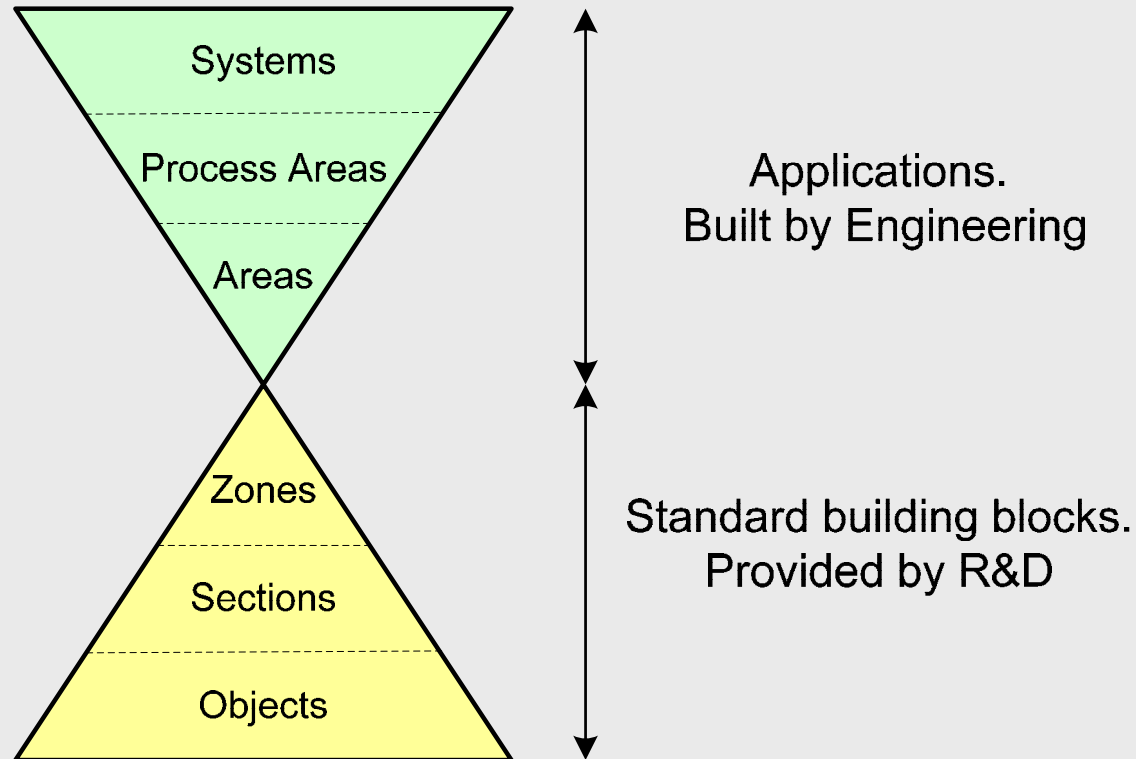 Systems
Process Areas
Areas
Applications.
Built by Engineering
Zones
Sections
Objects
Standard building blocks.
Provided by R&D